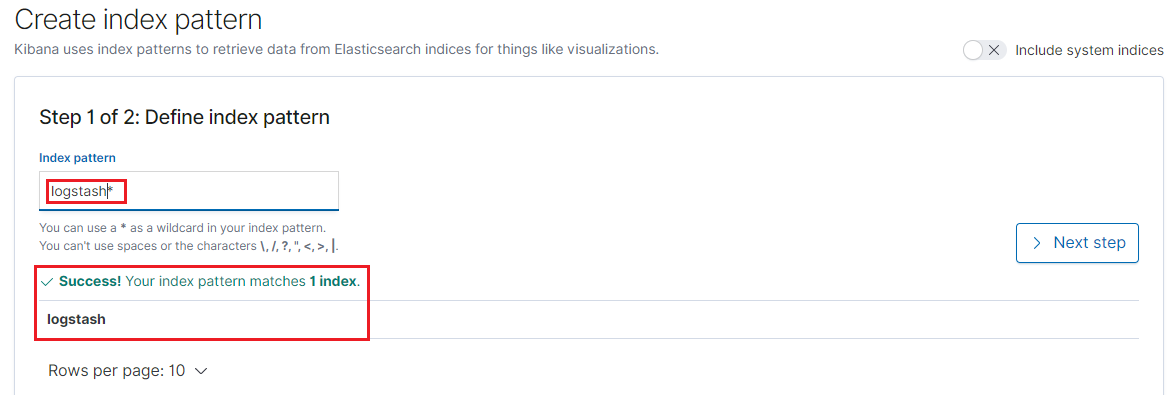 Create index pattern
Kibana uses index patterns to retrieve data from Elasticsearch indices for things like visualizations.
Include system indices
Step 1 of 2: Define index pattern
Index pattern
logstash*
You can use a * as a wildcard in your index pattern.
You can't use spaces or the characters \, /, ?, ", <, >, |.
Next step
Success! Your index pattern matches 1 index.
logstash
Rows per page: 10